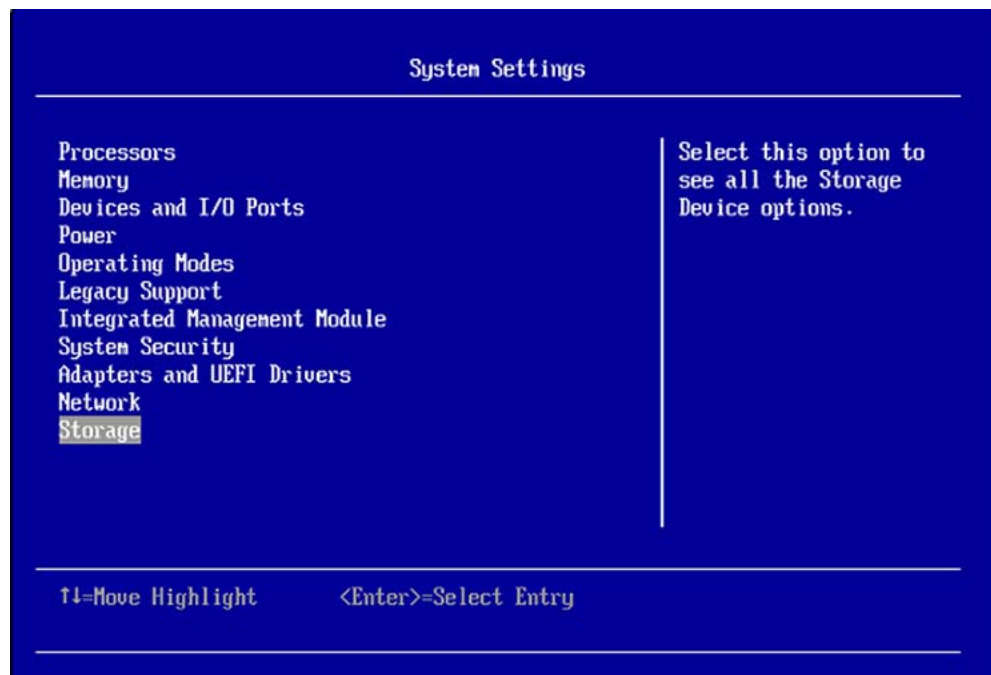 System Settings
Processors
Memory
Devices and I/O Ports
Power
Operating Modes
Legacy Support
Integrated Management Module
System Security
Adapters and UEFI Drivers
Network
Storage
Select this option to
see all the Storage
Device options.
↑↓=Move Highlight <Enter>=Select Entry